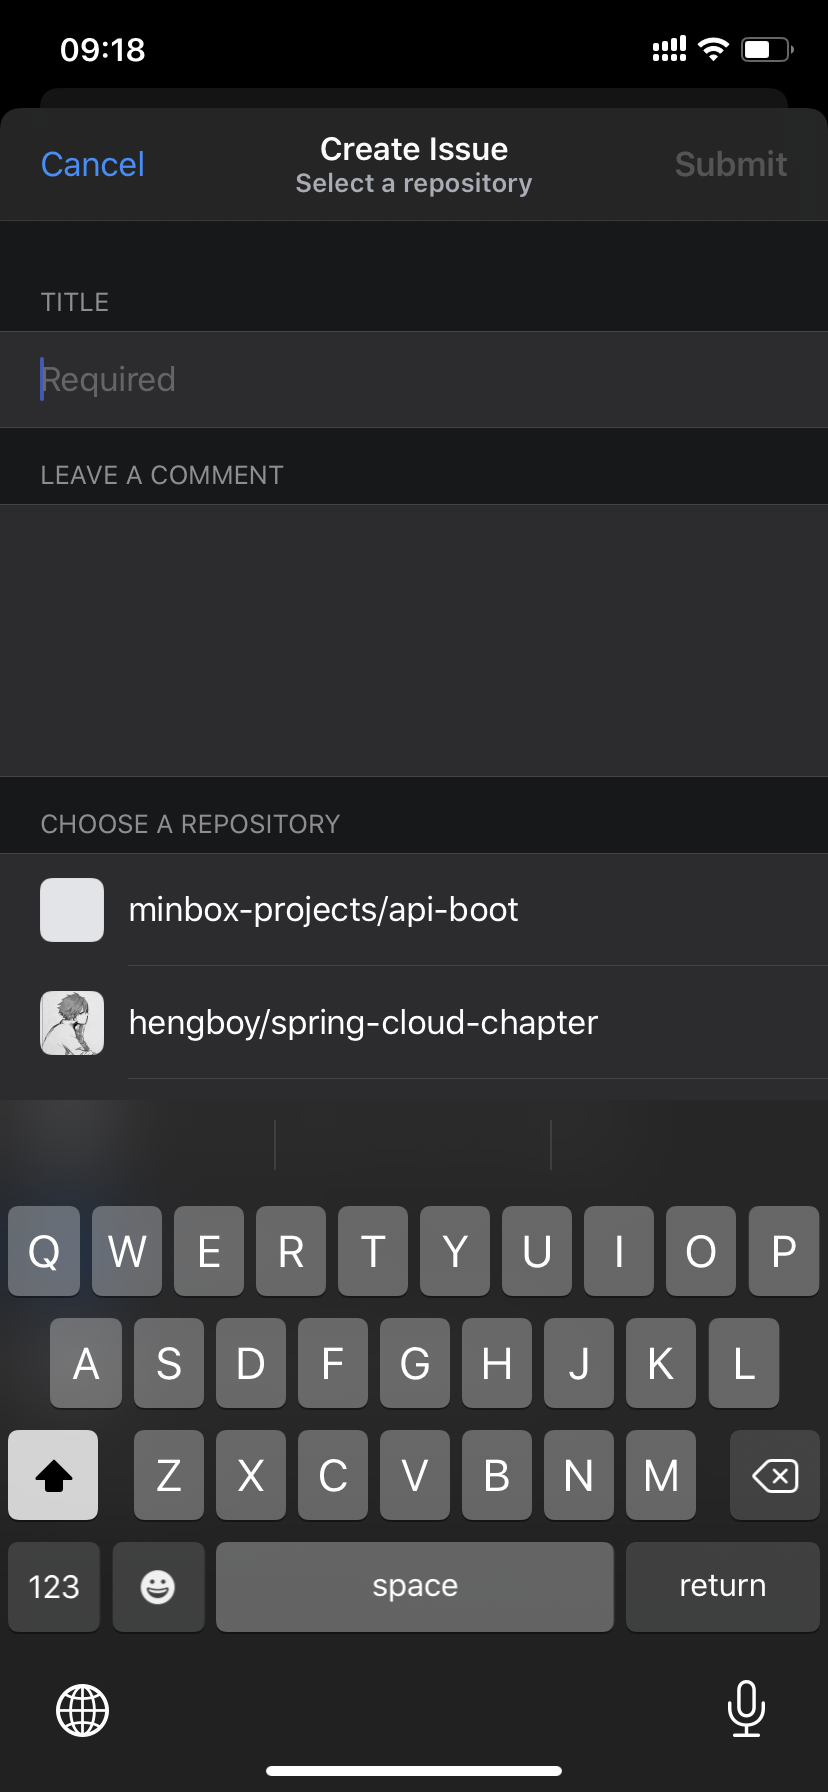 09:18
Cancel
Create Issue
Submit
Select a repository
TITLE
Required
LEAVE A COMMENT
CHOOSE A REPOSITORY
minbox-projects/api-boot
hengboy/spring-cloud-chapter
Q W E R T Y U I O P
A S D F G H J K L
Z X C V B N M
123 space return